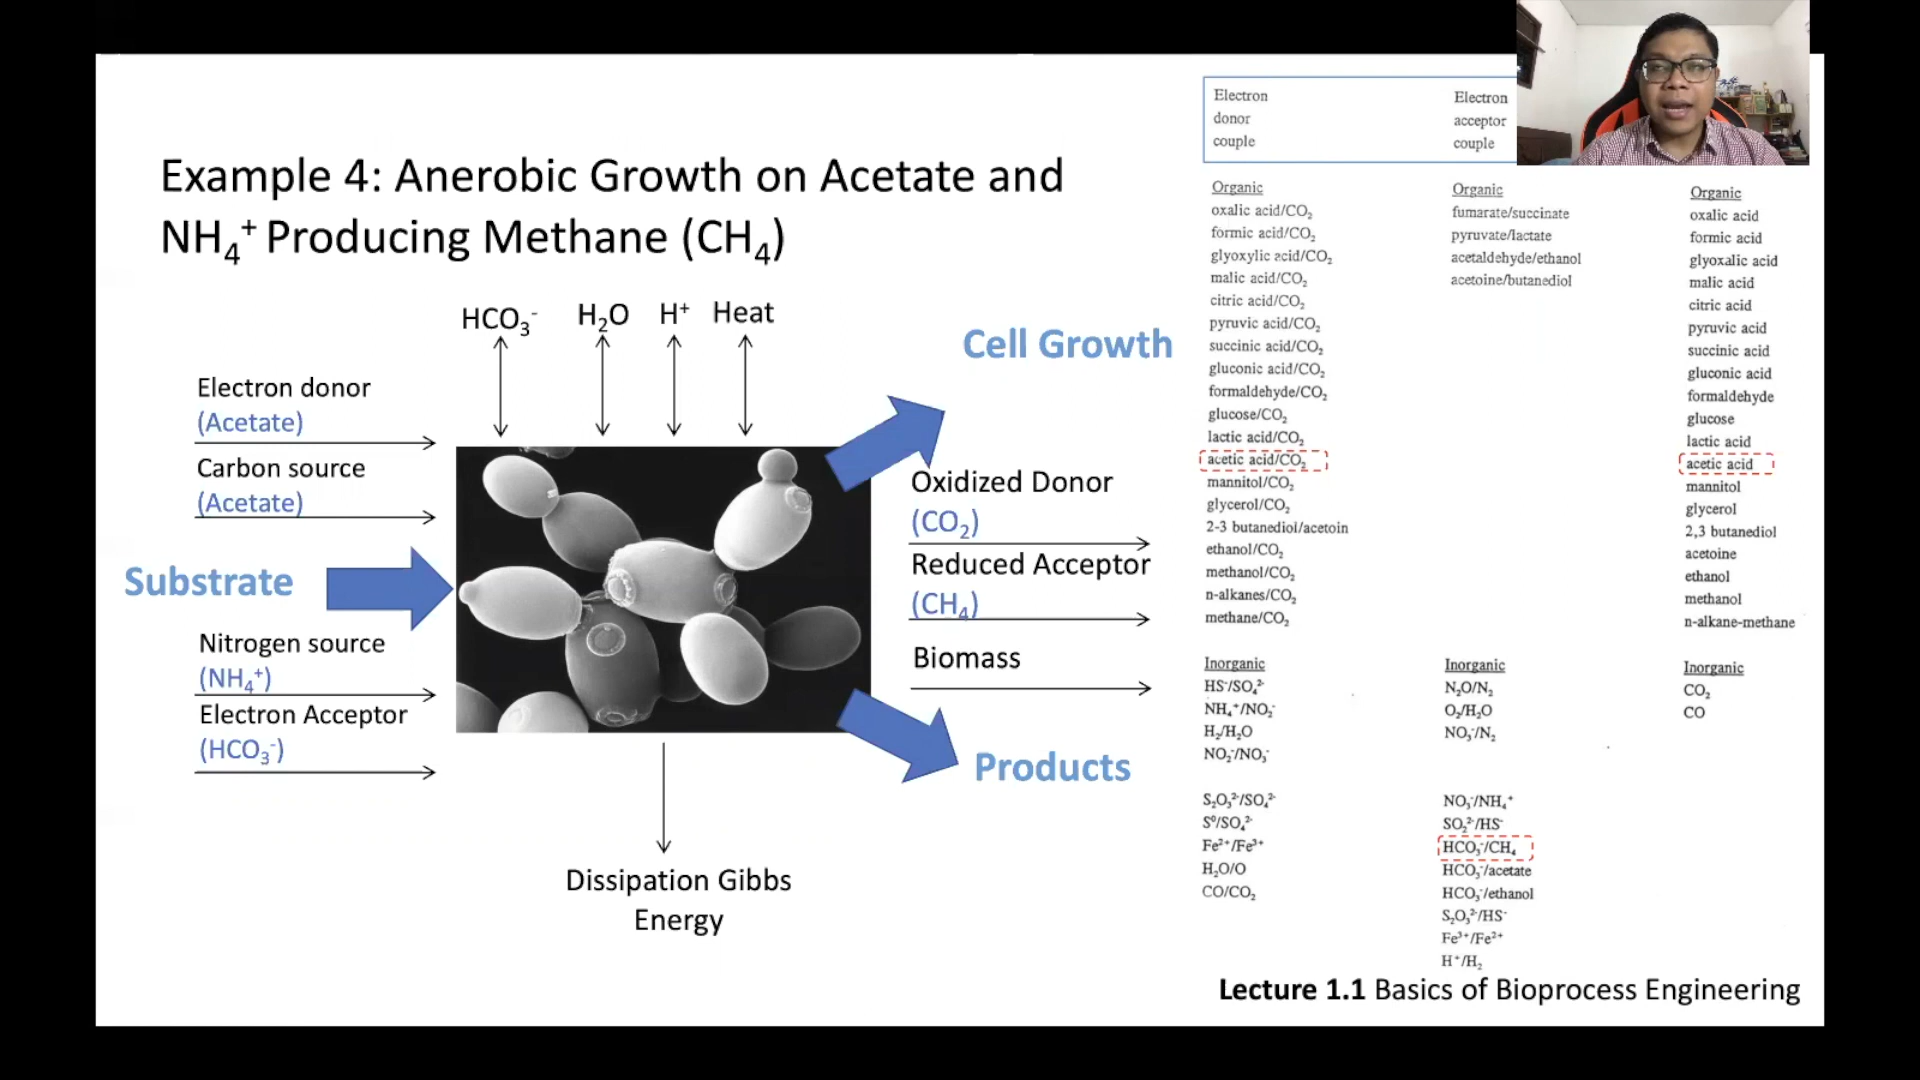 Example 4: Anerobic Growth on Acetate and
NH₄⁺ Producing Methane (CH₄)
HCO₃⁻ H₂O H⁺ Heat
Electron donor
(Acetate)
Carbon source
(Acetate)
Substrate
Nitrogen source
(NH₄⁺)
Electron Acceptor
(HCO₃⁻)
Cell Growth
Oxidized Donor
(CO₂)
Reduced Acceptor
(CH₄)
Biomass
Products
Dissipation Gibbs
Energy
Electron
donor
couple
Organic
oxalic acid/CO₂
formic acid/CO₂
glyoxylic acid/CO₂
malic acid/CO₂
citric acid/CO₂
pyruvic acid/CO₂
succinic acid/CO₂
gluconic acid/CO₂
formaldehyde/CO₂
glucose/CO₂
lactic acid/CO₂
acetic acid/CO₂
mannitol/CO₂
glycerol/CO₂
2-3 butanediol/acetoin
ethanol/CO₂
methanol/CO₂
n-alkanes/CO₂
methane/CO₂
Inorganic
HS⁻/SO₄²⁻
NH₄⁺/NO₂⁻
H₂/H₂O
NO₂⁻/NO₃⁻
S₂O₃²⁻/SO₄²⁻
S⁰/SO₄²⁻
Fe²⁺/Fe³⁺
H₂O/O
CO/CO₂
Electron
acceptor
couple
Organic
fumarate/succinate
pyruvate/lactate
acetaldehyde/ethanol
acetoine/butanediol
Inorganic
N₂O/N₂
O₂/H₂O
NO₃⁻/N₂
NO₃⁻/NH₄⁺
SO₂²⁻/HS⁻
HCO₃⁻/CH₄
HCO₃⁻/acetate
HCO₃⁻/ethanol
S₂O₃²⁻/HS⁻
Fe³⁺/Fe²⁺
H⁺/H₂
Organic
oxalic acid
formic acid
glyoxalic acid
malic acid
citric acid
pyruvic acid
succinic acid
gluconic acid
formaldehyde
glucose
lactic acid
acetic acid
mannitol
glycerol
2,3 butanediol
acetoine
ethanol
methanol
n-alkane-methane
Inorganic
CO₂
CO
Lecture 1.1 Basics of Bioprocess Engineering